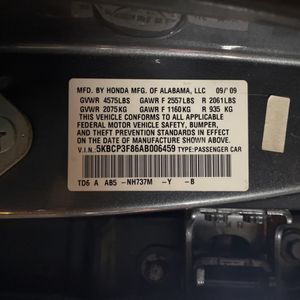 MFD. BY HONDA MFG. OF ALABAMA, LLC 09/'09
GVWR 4575LBS GAWR F 2557LBS R 2061LBS
GVWR 2075KG GAWR F 1160KG R 935 KG
THIS VEHICLE CONFORMS TO ALL APPLICABLE
FEDERAL MOTOR VEHICLE SAFETY, BUMPER,
AND THEFT PREVENTION STANDARDS IN EFFECT
ON THE DATE OF MANUFACTURE SHOWN ABOVE.
V.I.N.:5KBCP3F86AB006459 TYPE:PASSENGER CAR
TD6 A AB5 -NH737M -Y -B